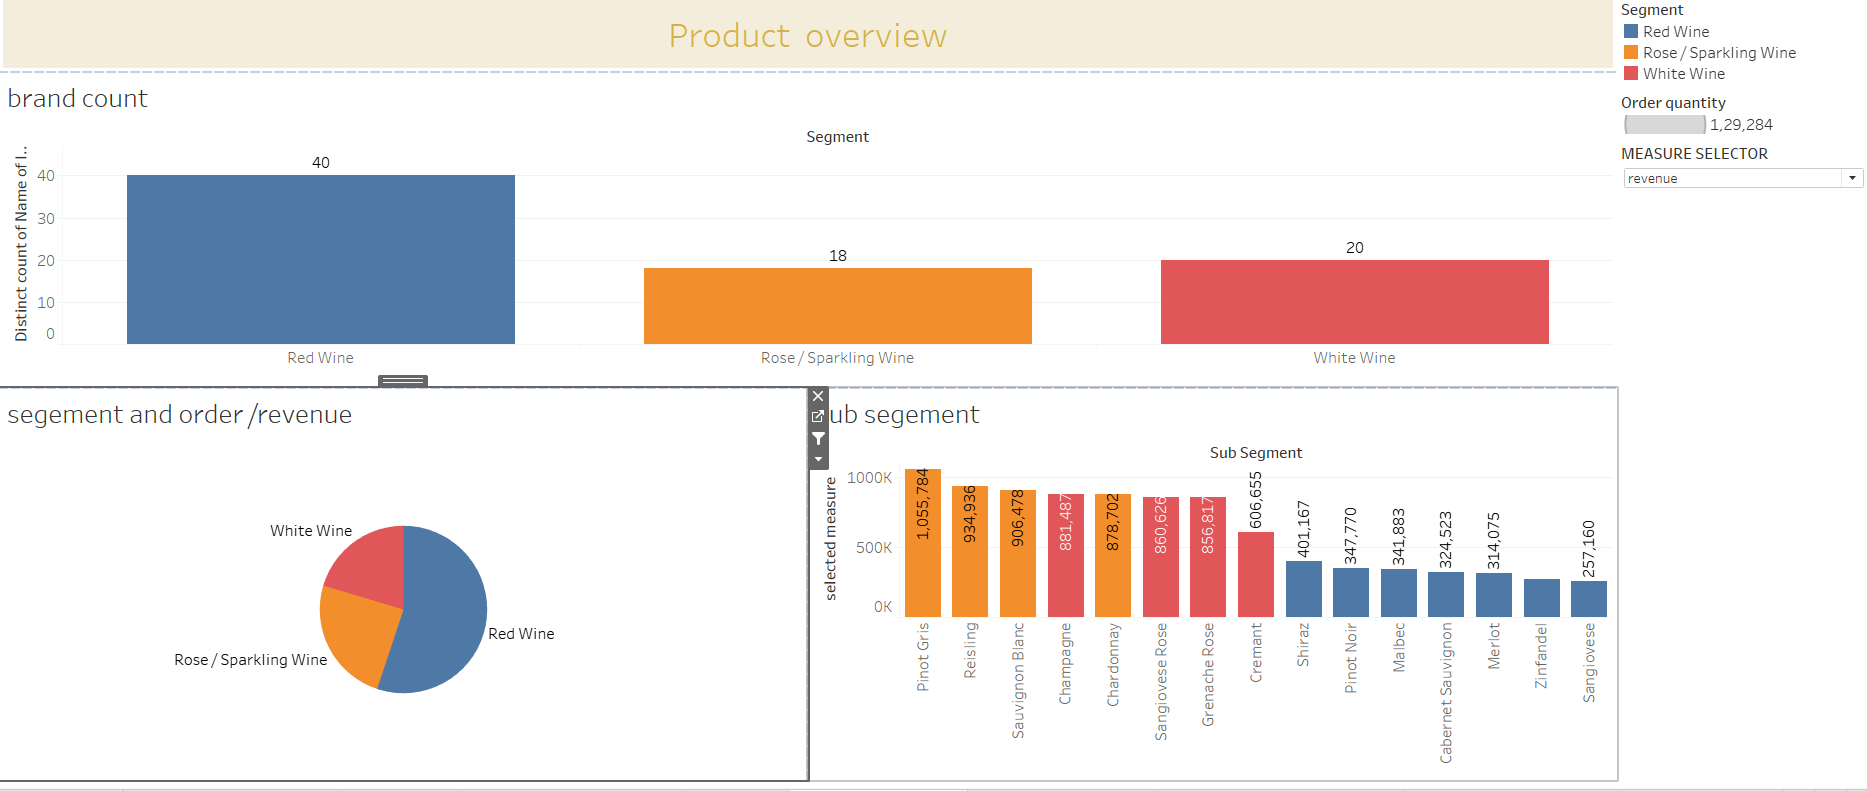 Product overview
Segment
Red Wine
Rose / Sparkling Wine
White Wine
Order quantity
1,29,284
MEASURE SELECTOR
revenue
brand count
Segment
Distinct count of Name of I..
40
30
20
10
0
40
18
20
Red Wine
Rose / Sparkling Wine
White Wine
segement and order /revenue
White Wine
Red Wine
Rose / Sparkling Wine
ub segement
Sub Segment
selected measure
1000K
500K
0K
1,055,784
934,936
906,478
881,487
878,702
860,626
856,817
606,655
401,167
347,770
341,883
324,523
314,075
257,160
Pinot Gris
Reisling
Sauvignon Blanc
Champagne
Chardonnay
Sangiovese Rose
Grenache Rose
Cremant
Shiraz
Pinot Noir
Malbec
Cabernet Sauvignon
Merlot
Zinfandel
Sangiovese